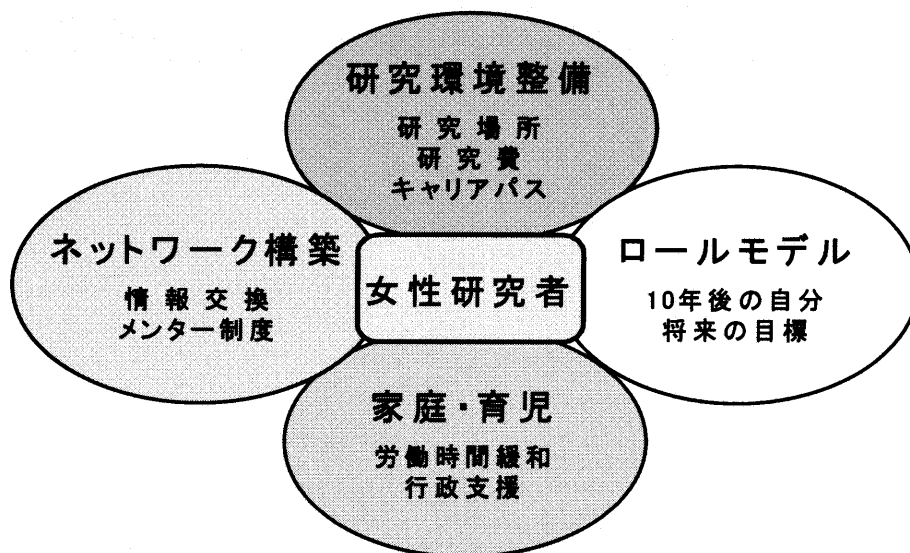 研究環境整備
研究場所
研究費
キャリアパス
ネットワーク構築
情報交換
メンター制度
女性研究者
ロールモデル
10年後の自分
将来の目標
家庭・育児
労働時間緩和
行政支援